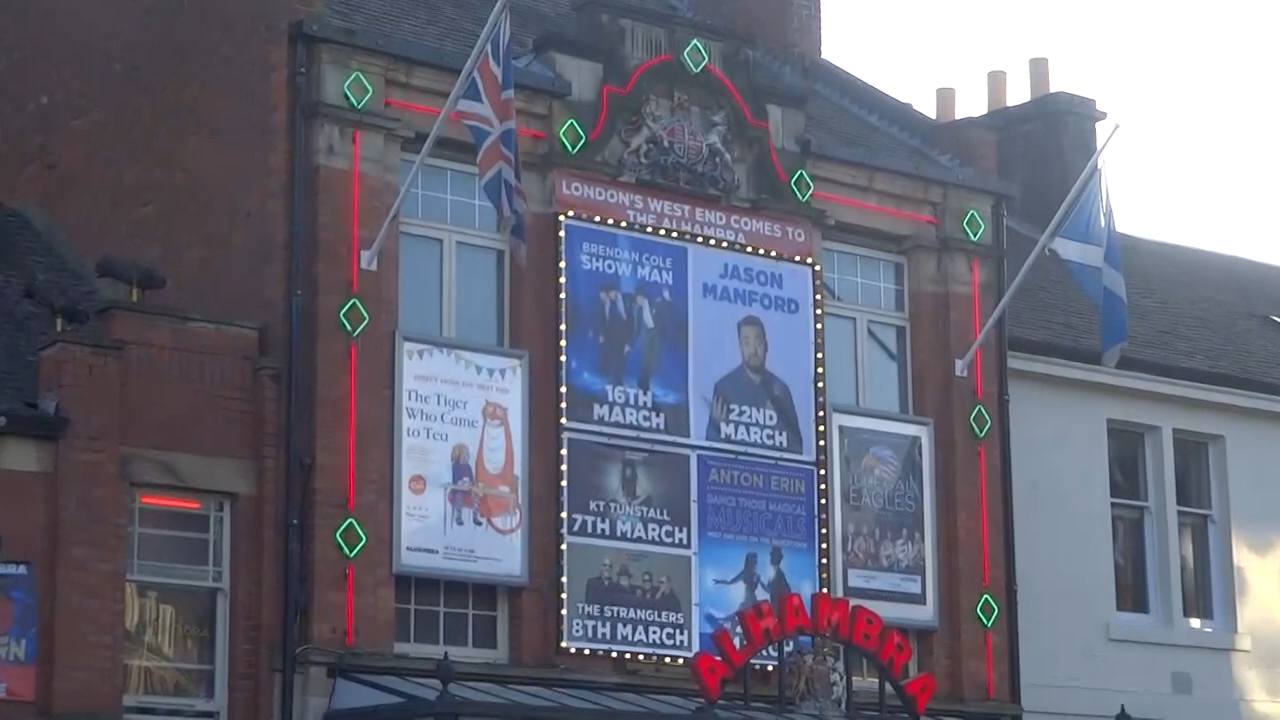 LONDON'S WEST END COMES TO
THE ALHAMBRA
BRENDAN COLE
SHOW MAN
16TH
MARCH
JASON
MANFORD
22ND
MARCH
The Tiger
Who Came
to Tea
ALHAMBRA
KT TUNSTALL
7TH MARCH
THE STRANGLERS
8TH MARCH
ANTON ERIN
DANCE THOSE MAGICAL
MUSICALS
EAGLES
ALHAMBRA